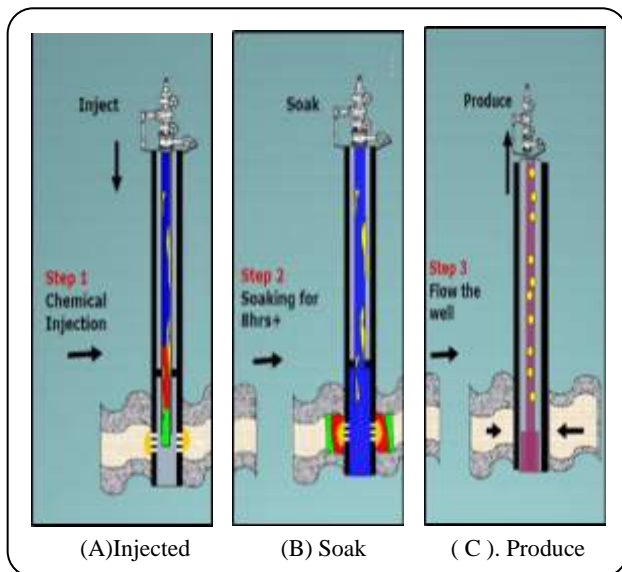 Inject
Step 1
Chemical
Injection
(A)Injected
Soak
Step 2
Soaking for
8hrs+
(B) Soak
Produce
Step 3
Flow the
well
( C ). Produce